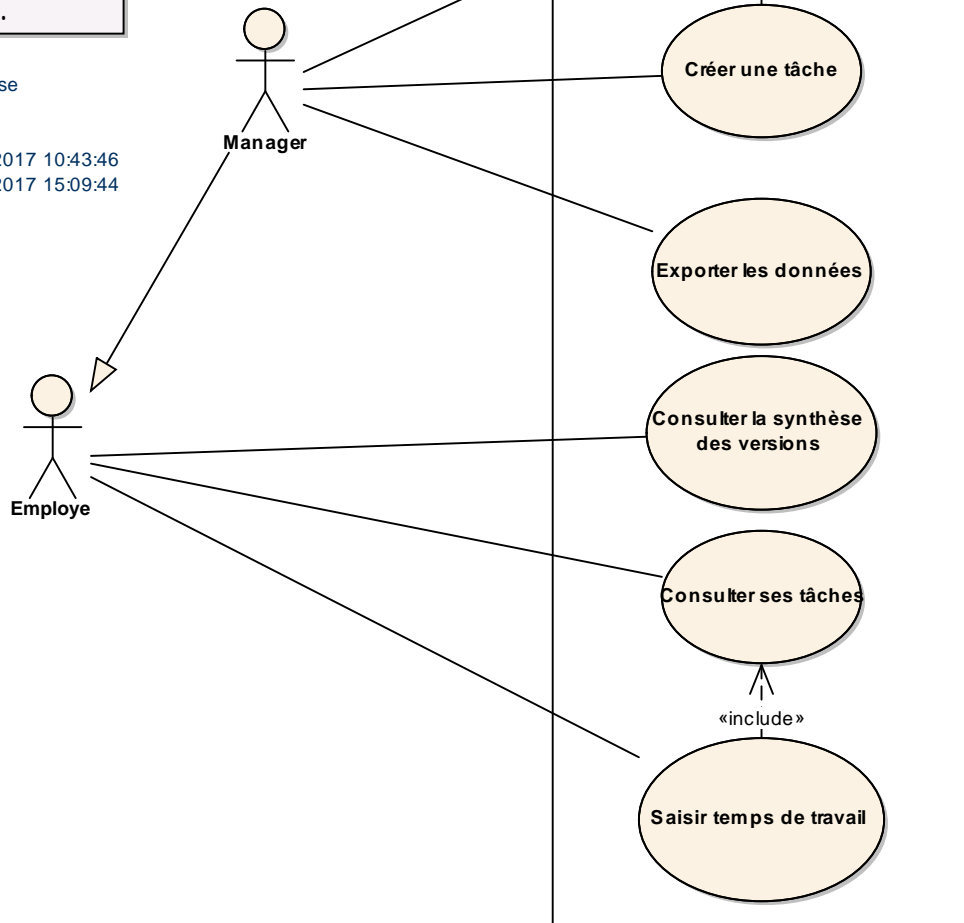 .
se
2017 10:43:46
2017 15:09:44
Manager
Employe
Créer une tâche
Exporter les données
Consulter la synthèse
des versions
Consulter ses tâches
«include»
Saisir temps de travail